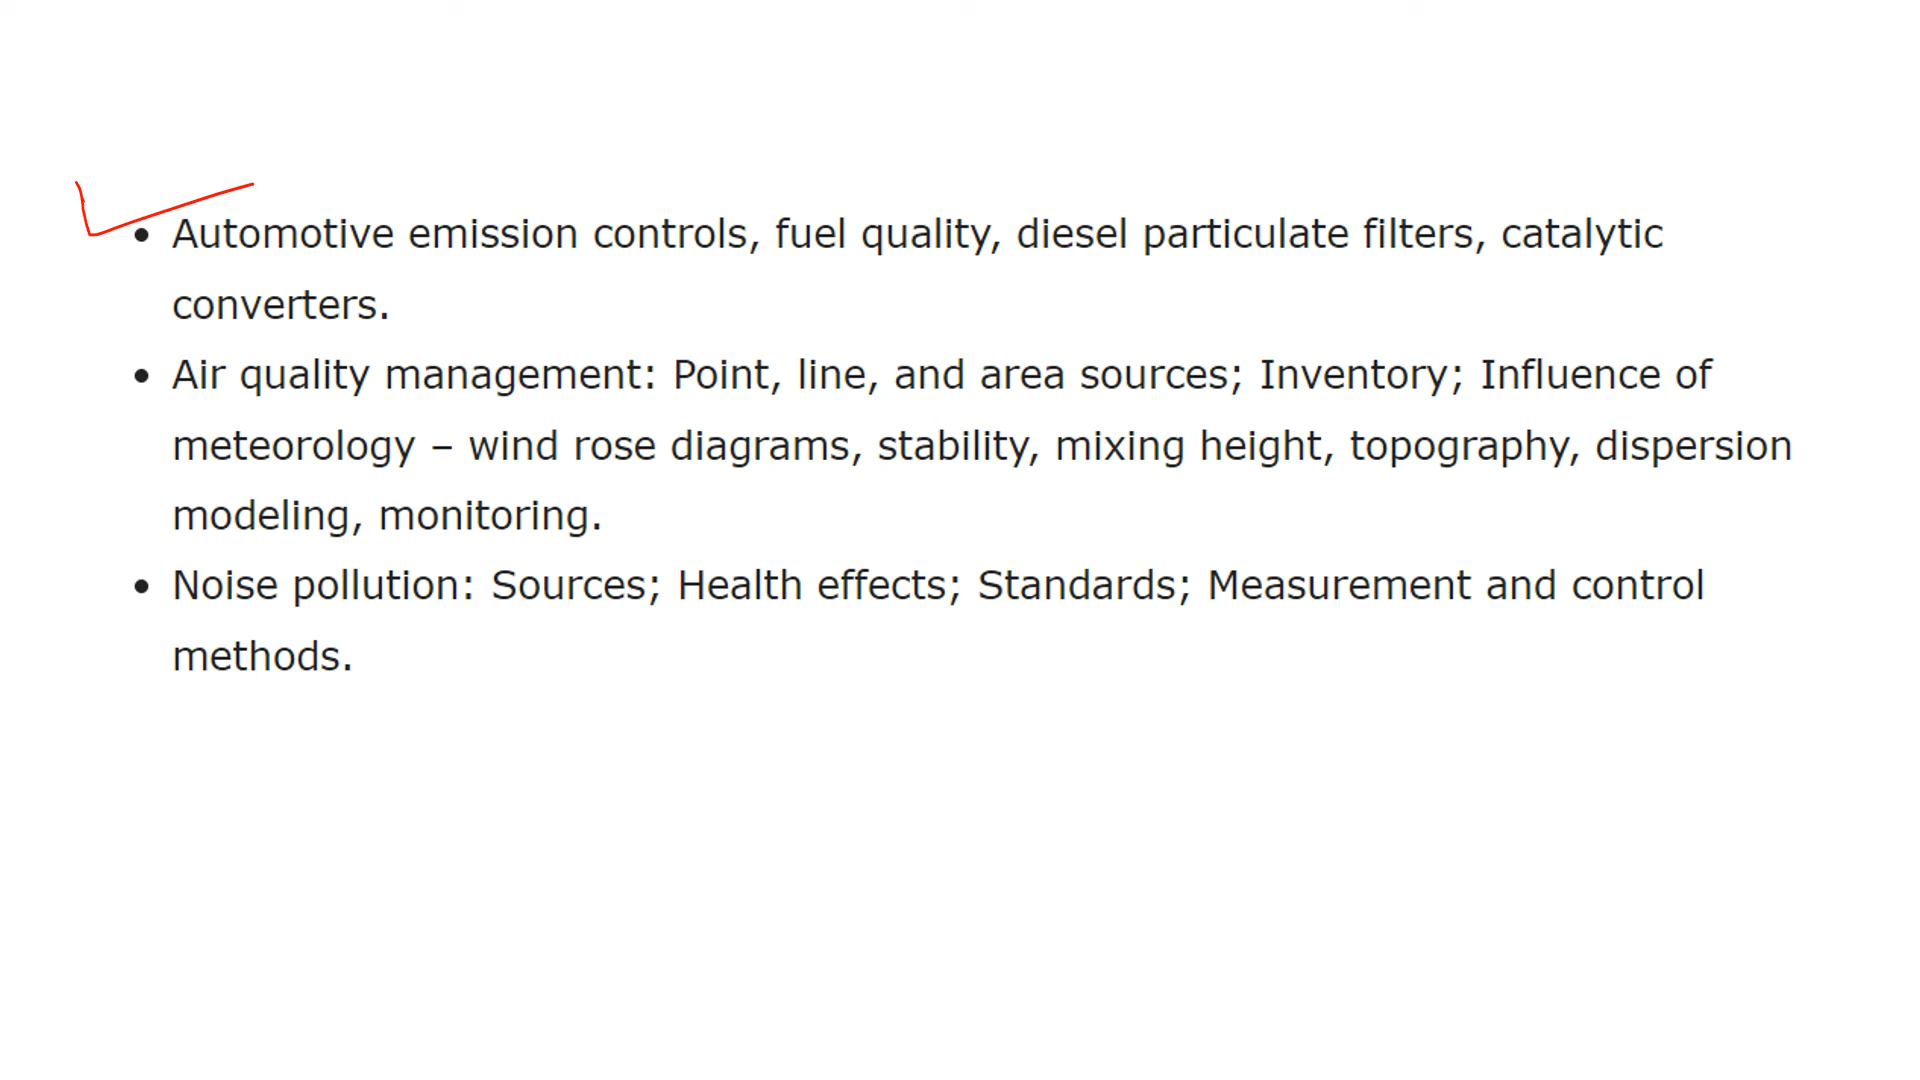 • Automotive emission controls, fuel quality, diesel particulate filters, catalytic
converters.
• Air quality management: Point, line, and area sources; Inventory; Influence of
meteorology – wind rose diagrams, stability, mixing height, topography, dispersion
modeling, monitoring.
• Noise pollution: Sources; Health effects; Standards; Measurement and control
methods.